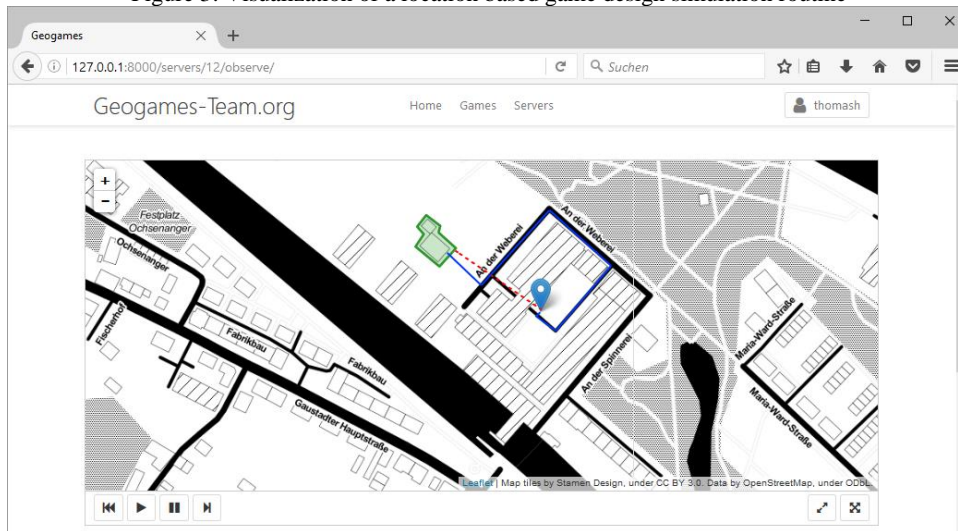 Figure 3: Visualization of a location based game design simulation routine
Geogames
127.0.0.1:8000/servers/12/observe/
Suchen
Geogames-Team.org
Home Games Servers
thomash
+
−
Festplatz
Ochsenanger
Ochsenanger
Fischerhof
Fabrikbau
Fabrikbau
Gaustadter Hauptstraße
An der Weberei
An der Weberei
An der Spinnerei
Maria-Ward-Straße
Maria-Ward-Straße
Leaflet | Map tiles by Stamen Design, under CC BY 3.0. Data by OpenStreetMap, under ODbL.